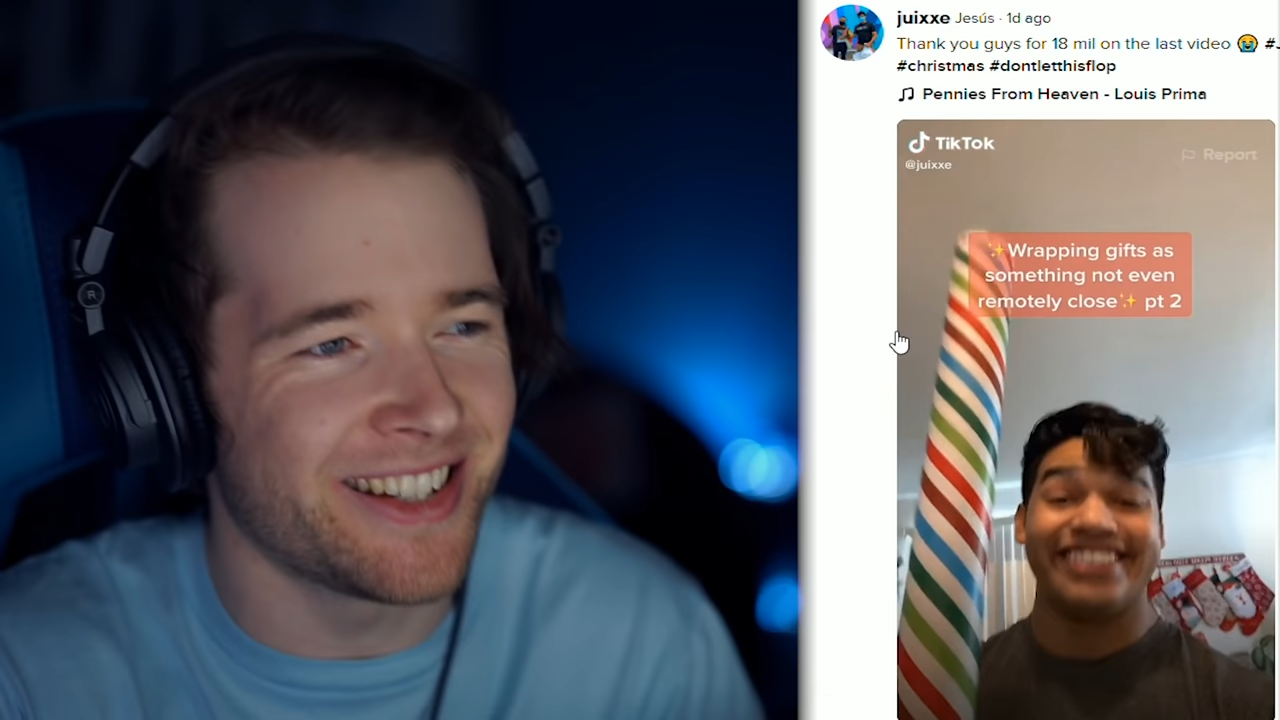 juixxe Jesús · 1d ago
Thank you guys for 18 mil on the last video 😭 #J
#christmas #dontletthisflop
Pennies From Heaven - Louis Prima
TikTok
@juixxe
Report
✨Wrapping gifts as
something not even
remotely close✨ pt 2
R